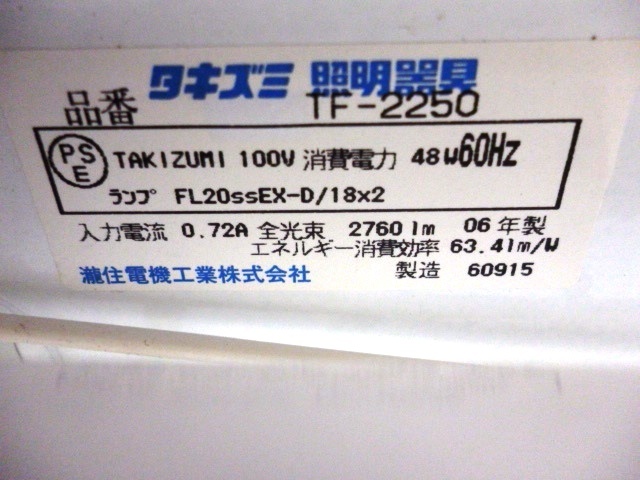 タキズミ 照明器具
品番 TF-2250
PSE TAKIZUMI 100V 消費電力 48W60Hz
ランプ FL20ssEX-D/18x2
入力電流 0.72A 全光束 2760lm 06年製
エネルギー消費効率 63.4lm/W
瀧住電機工業株式会社 製造 60915